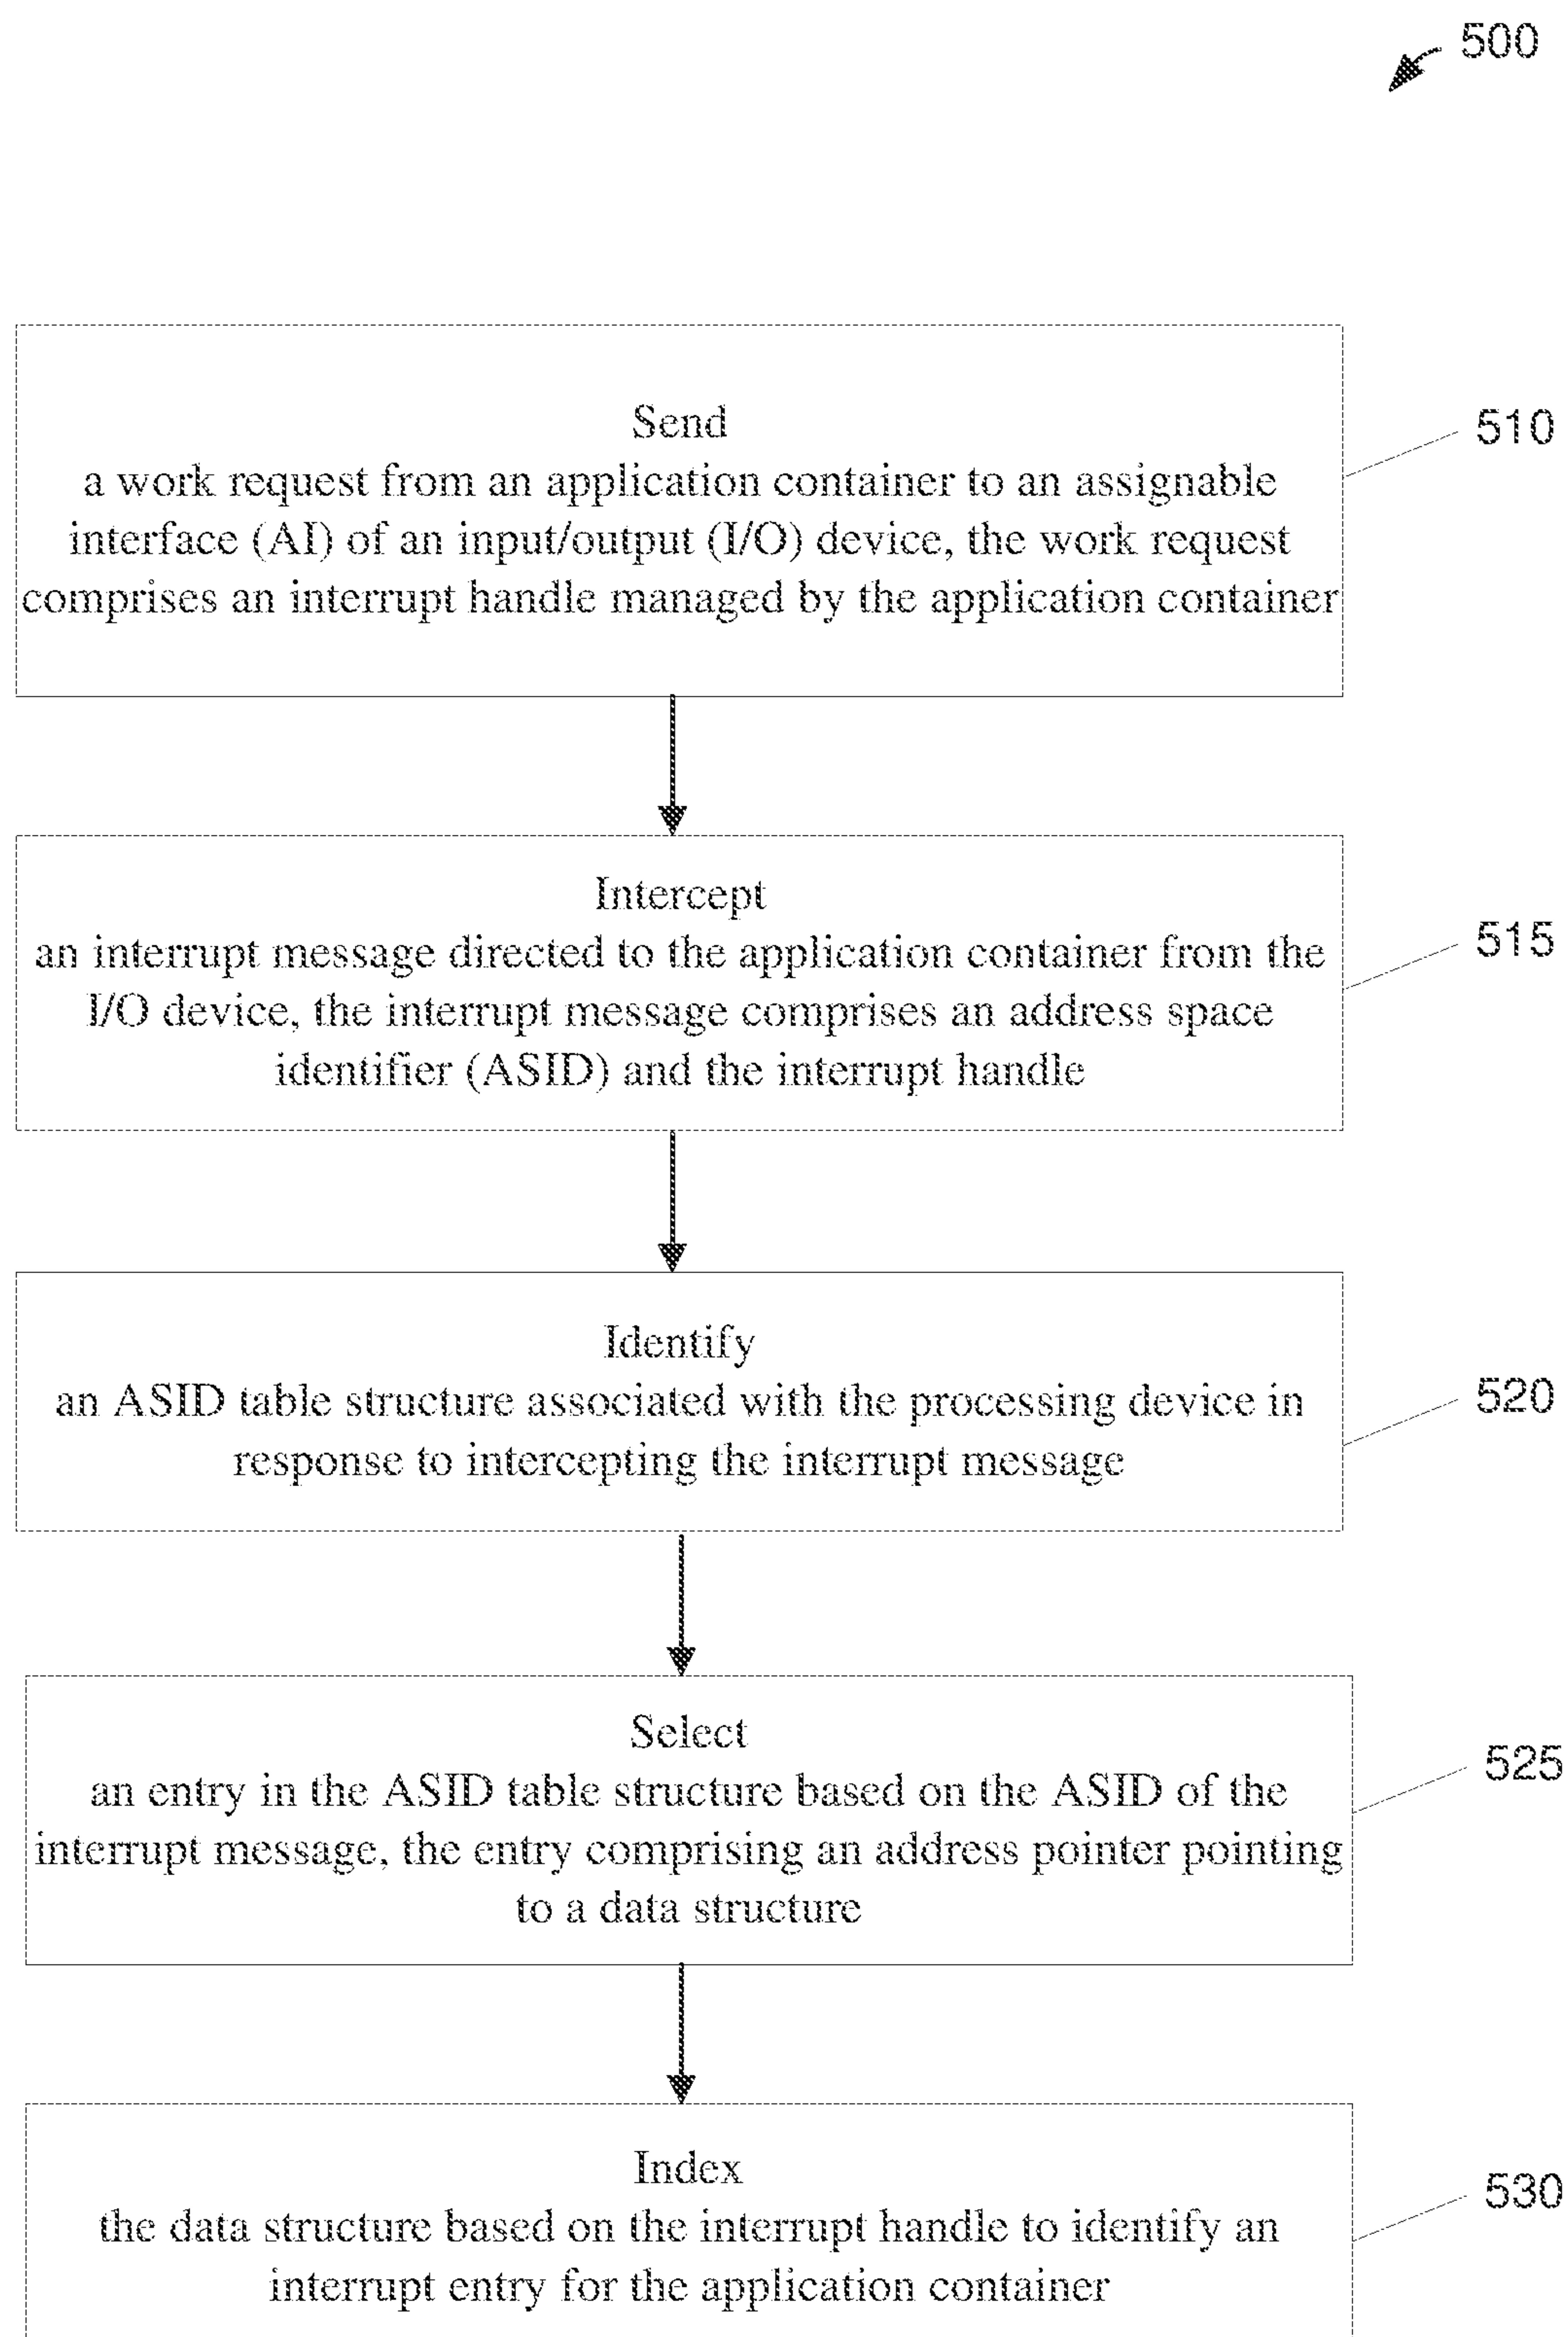 500
Send
a work request from an application container to an assignable
interface (AI) of an input/output (I/O) device, the work request
comprises an interrupt handle managed by the application container
510
Intercept
an interrupt message directed to the application container from the
I/O device, the interrupt message comprises an address space
identifier (ASID) and the interrupt handle
515
Identify
an ASID table structure associated with the processing device in
response to intercepting the interrupt message
520
Select
an entry in the ASID table structure based on the ASID of the
interrupt message, the entry comprising an address pointer pointing
to a data structure
525
Index
the data structure based on the interrupt handle to identify an
interrupt entry for the application container
530